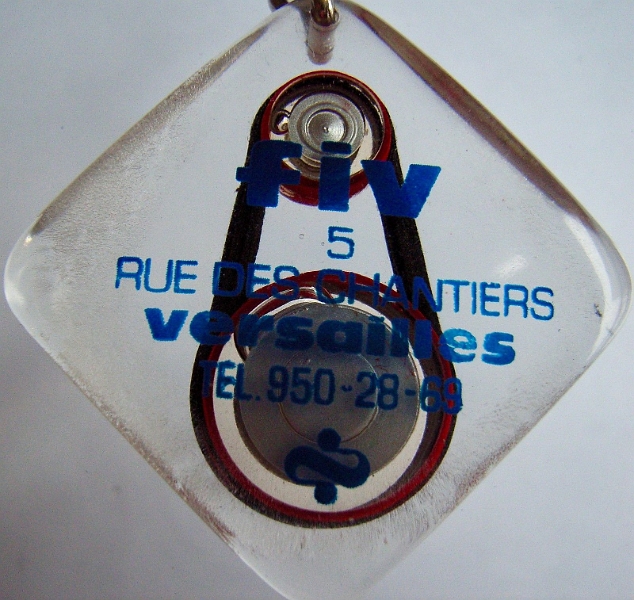 fiv
5
RUE DES CHANTIERS
versailles
TEL. 950-28-69